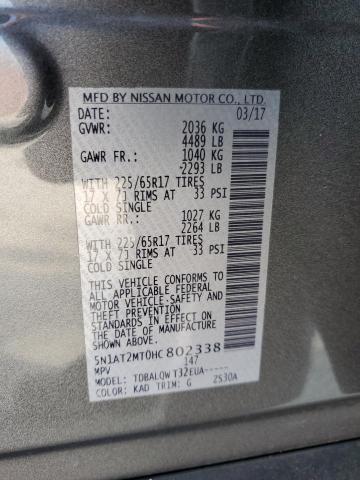 MFD BY NISSAN MOTOR CO., LTD.
DATE: 03/17
GVWR: 2036 KG
4489 LB
GAWR FR.: 1040 KG
2293 LB
WITH 225/65R17 TIRES
17 X 7J RIMS AT 33 PSI
COLD SINGLE
GAWR RR.: 1027 KG
2264 LB
WITH 225/65R17 TIRES
17 X 7J RIMS AT 33 PSI
COLD SINGLE
THIS VEHICLE CONFORMS TO
ALL APPLICABLE FEDERAL
MOTOR VEHICLE SAFETY, BUMPER,
AND THEFT PREVENTION
STANDARDS IN EFFECT ON THE
DATE OF MANUFACTURE
SHOWN ABOVE.
5N1AT2MT0HC802338
MPV 147
MODEL: TDBALQWT32EUA-----
COLOR: KAD TRIM: G ZS30A